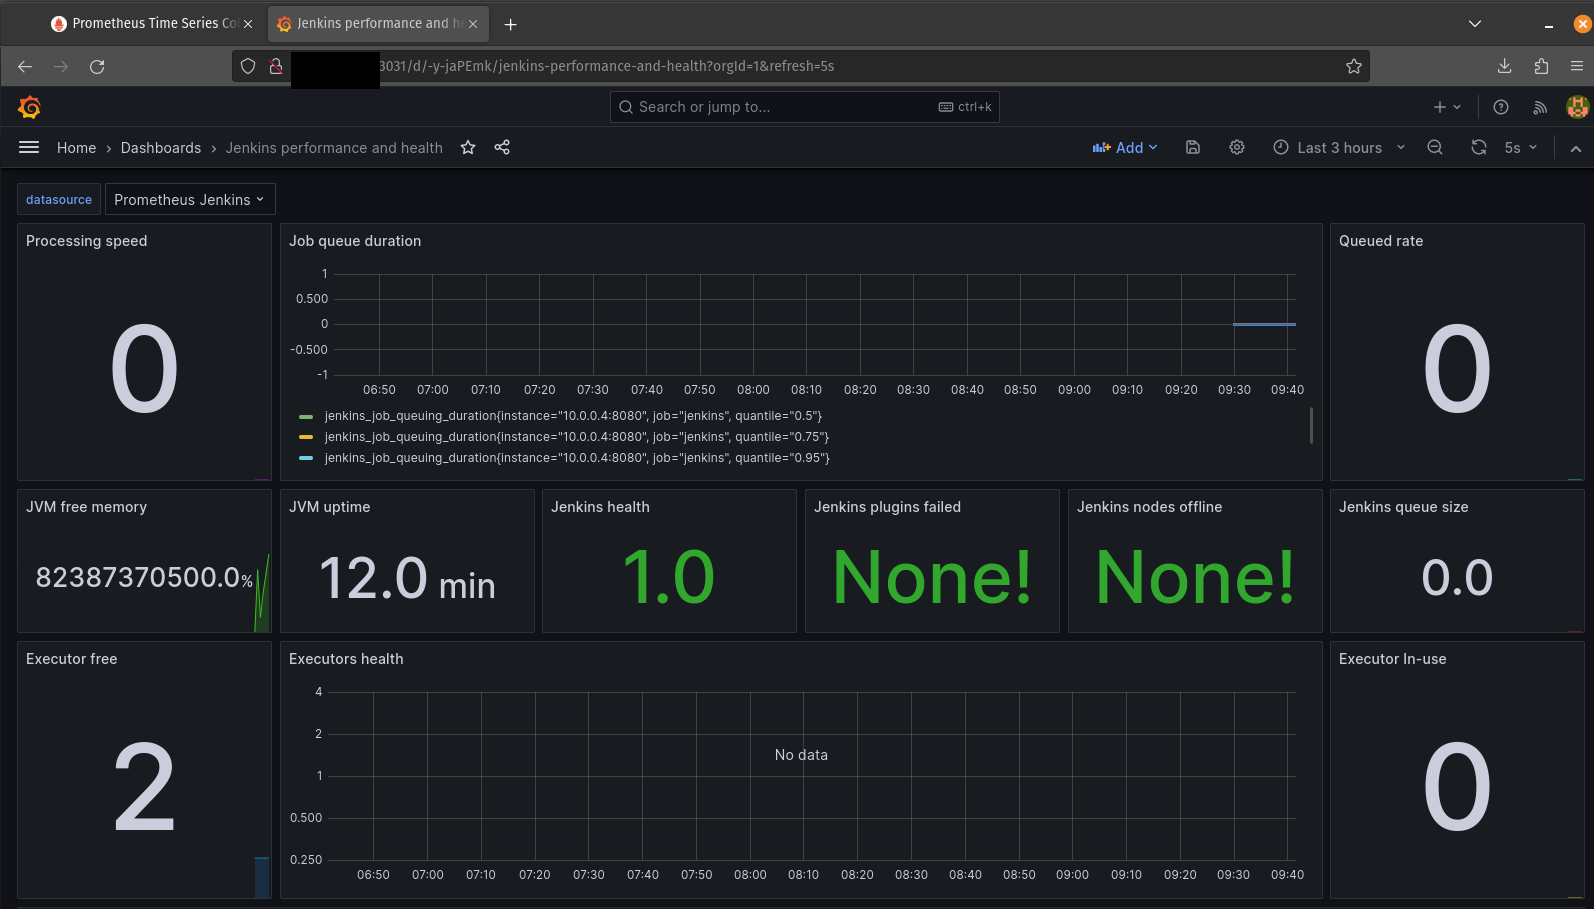 Prometheus Time Series Co
Jenkins performance and he
3031/d/-y-jaPEmk/jenkins-performance-and-health?orgId=1&refresh=5s
Search or jump to...
ctrl+k
Home › Dashboards › Jenkins performance and health
Add
Last 3 hours
5s
datasource
Prometheus Jenkins
Processing speed
0
Job queue duration
1
0.500
0
-0.500
-1
06:50 07:00 07:10 07:20 07:30 07:40 07:50 08:00 08:10 08:20 08:30 08:40 08:50 09:00 09:10 09:20 09:30 09:40
jenkins_job_queuing_duration{instance="10.0.0.4:8080", job="jenkins", quantile="0.5"}
jenkins_job_queuing_duration{instance="10.0.0.4:8080", job="jenkins", quantile="0.75"}
jenkins_job_queuing_duration{instance="10.0.0.4:8080", job="jenkins", quantile="0.95"}
Queued rate
0
JVM free memory
82387370500.0%
JVM uptime
12.0 min
Jenkins health
1.0
Jenkins plugins failed
None!
Jenkins nodes offline
None!
Jenkins queue size
0.0
Executor free
2
Executors health
4
2
1
0.500
0.250
No data
06:50 07:00 07:10 07:20 07:30 07:40 07:50 08:00 08:10 08:20 08:30 08:40 08:50 09:00 09:10 09:20 09:30 09:40
Executor In-use
0